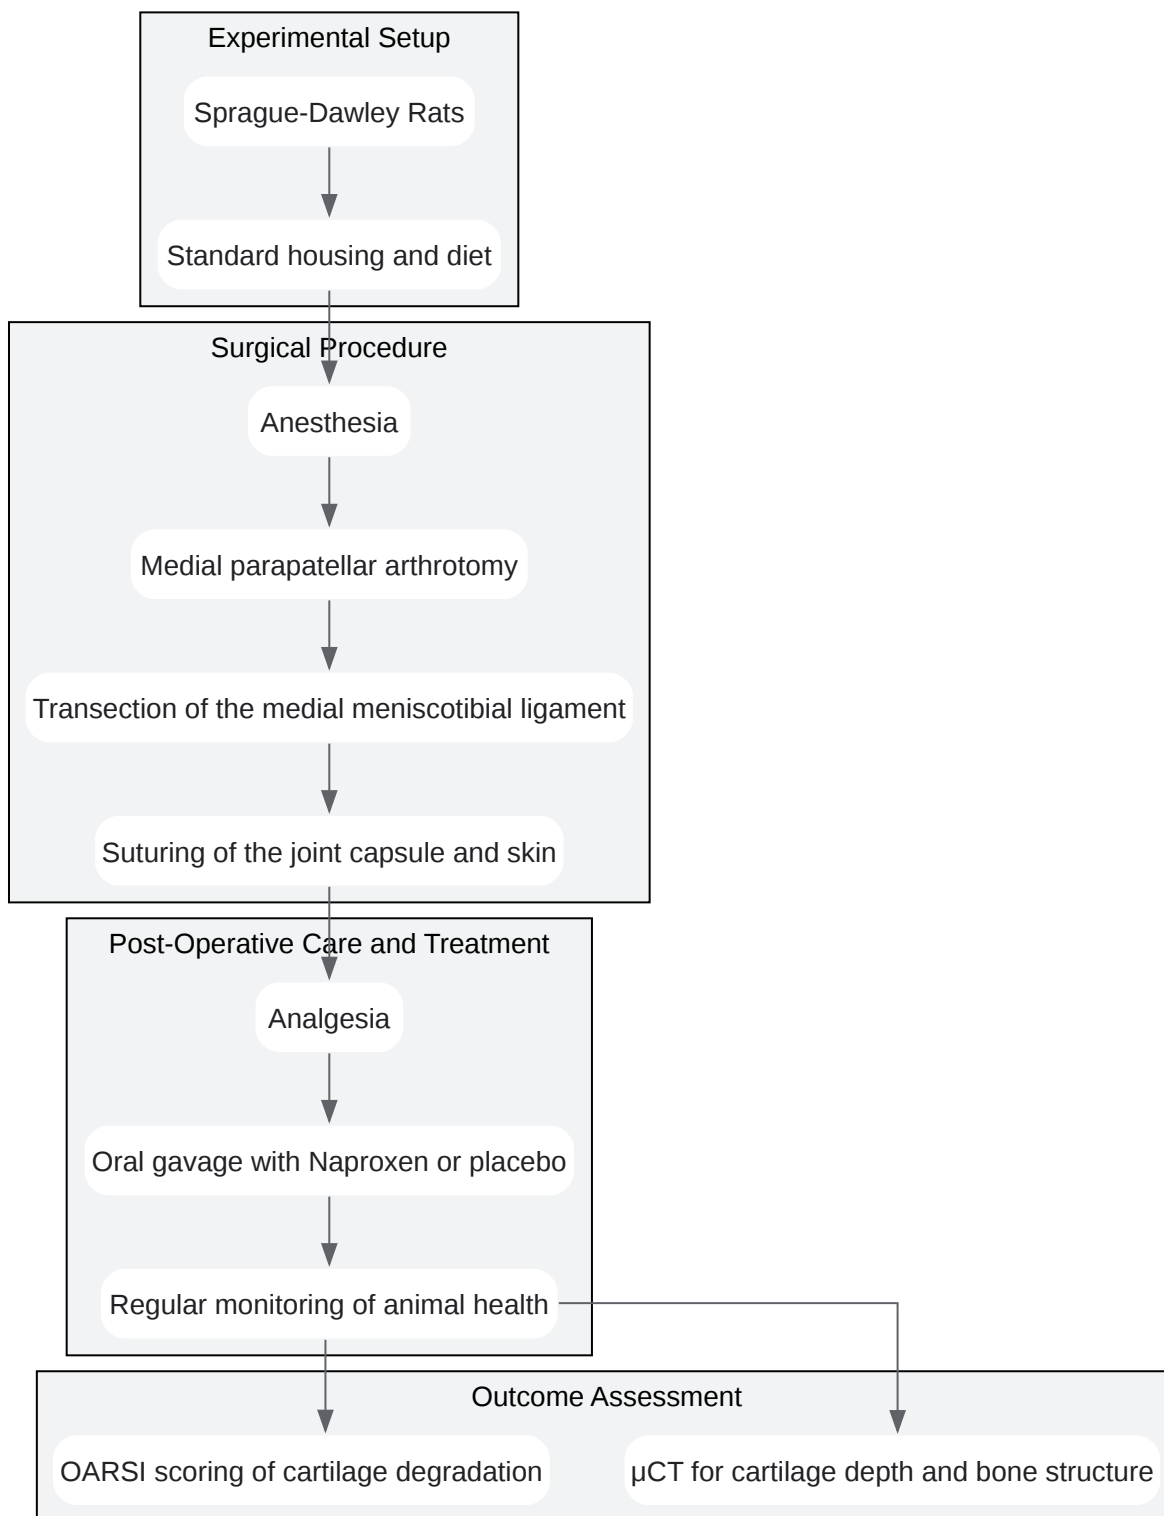 Experimental Setup
Sprague-Dawley Rats
Standard housing and diet
Surgical Procedure
Anesthesia
Medial parapatellar arthrotomy
Transection of the medial meniscotibial ligament
Suturing of the joint capsule and skin
Post-Operative Care and Treatment
Analgesia
Oral gavage with Naproxen or placebo
Regular monitoring of animal health
Outcome Assessment
OARSI scoring of cartilage degradation
μCT for cartilage depth and bone structure